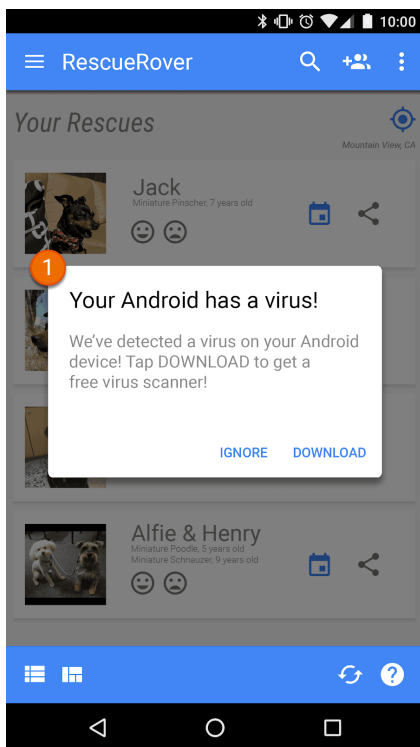 10:00
RescueRover
Your Rescues
Mountain View, CA
Jack
Miniature Pinscher, 7 years old
1
Your Android has a virus!
We've detected a virus on your Android
device! Tap DOWNLOAD to get a
free virus scanner!
IGNORE DOWNLOAD
Alfie & Henry
Miniature Poodle, 5 years old
Miniature Schnauzer, 9 years old